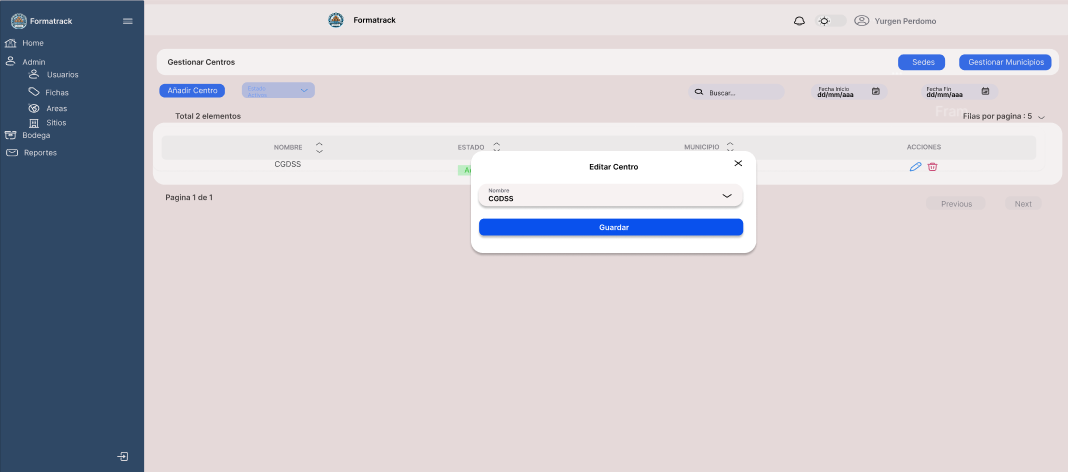 Formatrack
Formatrack
Yurgen Perdomo
Home
Admin
Usuarios
Fichas
Areas
Sitios
Bodega
Reportes
Gestionar Centros
Sedes
Gestionar Municipios
Añadir Centro
Estado
Activos
Buscar...
Fecha Inicio
dd/mm/aaa
Fecha Fin
dd/mm/aaa
Fram
Total 2 elementos
Filas por pagina : 5
NOMBRE
ESTADO
MUNICIPIO
ACCIONES
CGDSS
Editar Centro
Nombre
CGDSS
Guardar
Pagina 1 de 1
Previous
Next